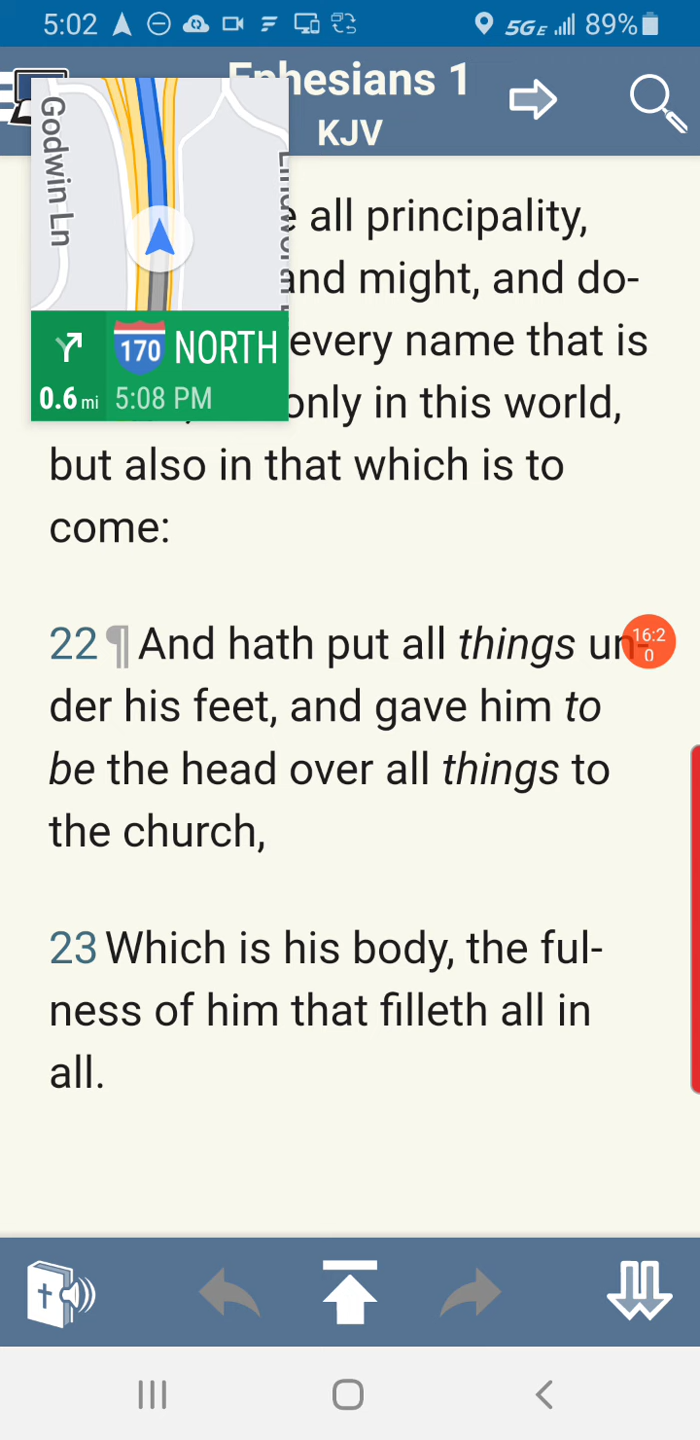 5:02 5GE 89%
Ephesians 1
KJV
Godwin Ln
all principality,
and might, and do-
every name that is
only in this world,
170 NORTH
0.6 mi 5:08 PM
but also in that which is to
come:
22 ¶ And hath put all things un-
16:2
0
der his feet, and gave him to
be the head over all things to
the church,
23 Which is his body, the ful-
ness of him that filleth all in
all.